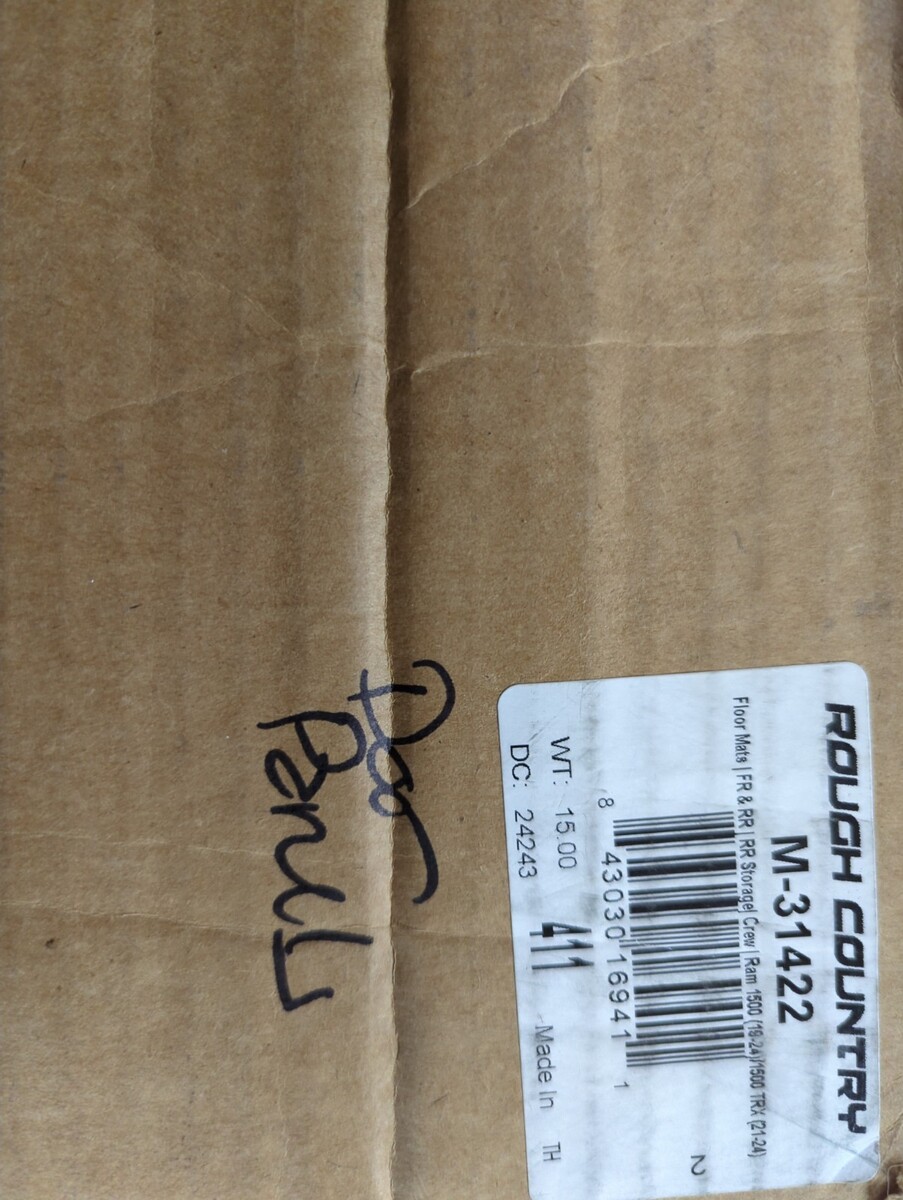 ROUGH COUNTRY
M-31422
Floor Mats | FR & RR | RR Storage| Crew | Ram 1500 (19-24)/1500 TRX (21-24)
2
8 43030 16941 1
WT: 15.00
411
DC: 24243
Made In TH
Door
Panels